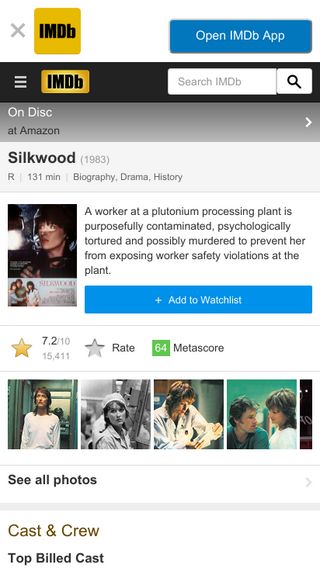 IMDb
Open IMDb App
IMDb
Search IMDb
On Disc
at Amazon
Silkwood (1983)
R | 131 min | Biography, Drama, History
A worker at a plutonium processing plant is
purposefully contaminated, psychologically
tortured and possibly murdered to prevent her
from exposing worker safety violations at the
plant.
SILKWOOD
+ Add to Watchlist
7.2/10
15,411
Rate
64 Metascore
See all photos
Cast & Crew
Top Billed Cast